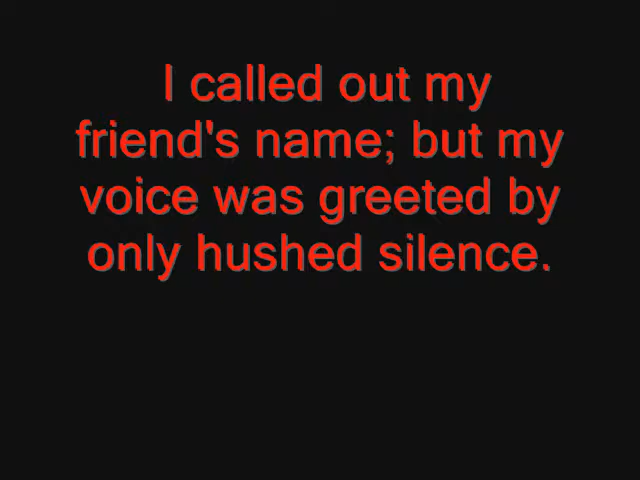 I called out my
friend's name; but my
voice was greeted by
only hushed silence.